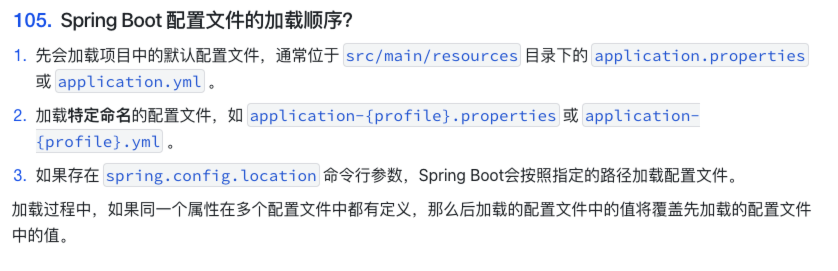 105. Spring Boot 配置文件的加载顺序?
1. 先会加载项目中的默认配置文件，通常位于 src/main/resources 目录下的 application.properties
或 application.yml 。
2. 加载特定命名的配置文件，如 application-{profile}.properties 或 application-
{profile}.yml 。
3. 如果存在 spring.config.location 命令行参数，Spring Boot会按照指定的路径加载配置文件。
加载过程中，如果同一个属性在多个配置文件中都有定义，那么后加载的配置文件中的值将覆盖先加载的配置文件
中的值。